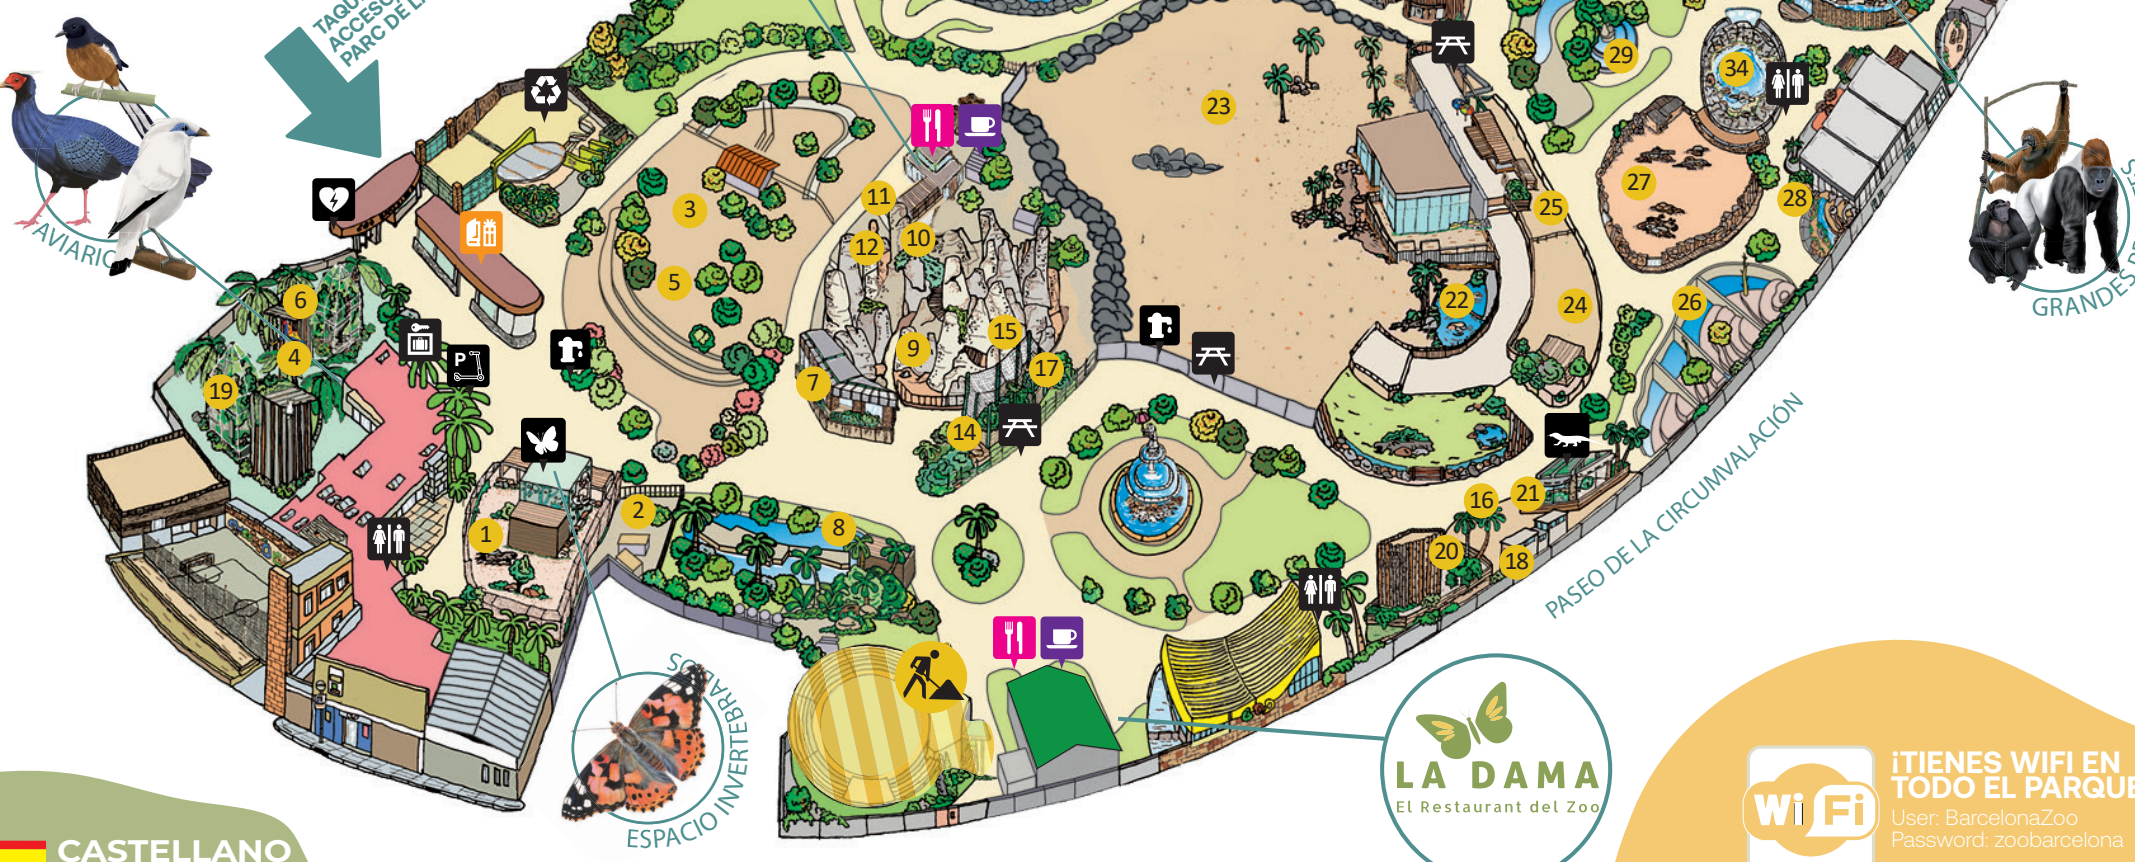 TAQU
ACCESO
PARC DE LA
AVIARIO
GRANDES
ESPACIO INVERTEBRADOS
PASEO DE LA CIRCUMVALACIÓN
23
29
34
3
11
12
10
5
27
28
25
6
4
19
9
15
7
17
14
22
24
26
P
1
2
8
16
21
20
18
LA DAMA
El Restaurant del Zoo
CASTELLANO
WiFi
¡TIENES WIFI EN
TODO EL PARQUE
User: BarcelonaZoo
Password: zoobarcelona